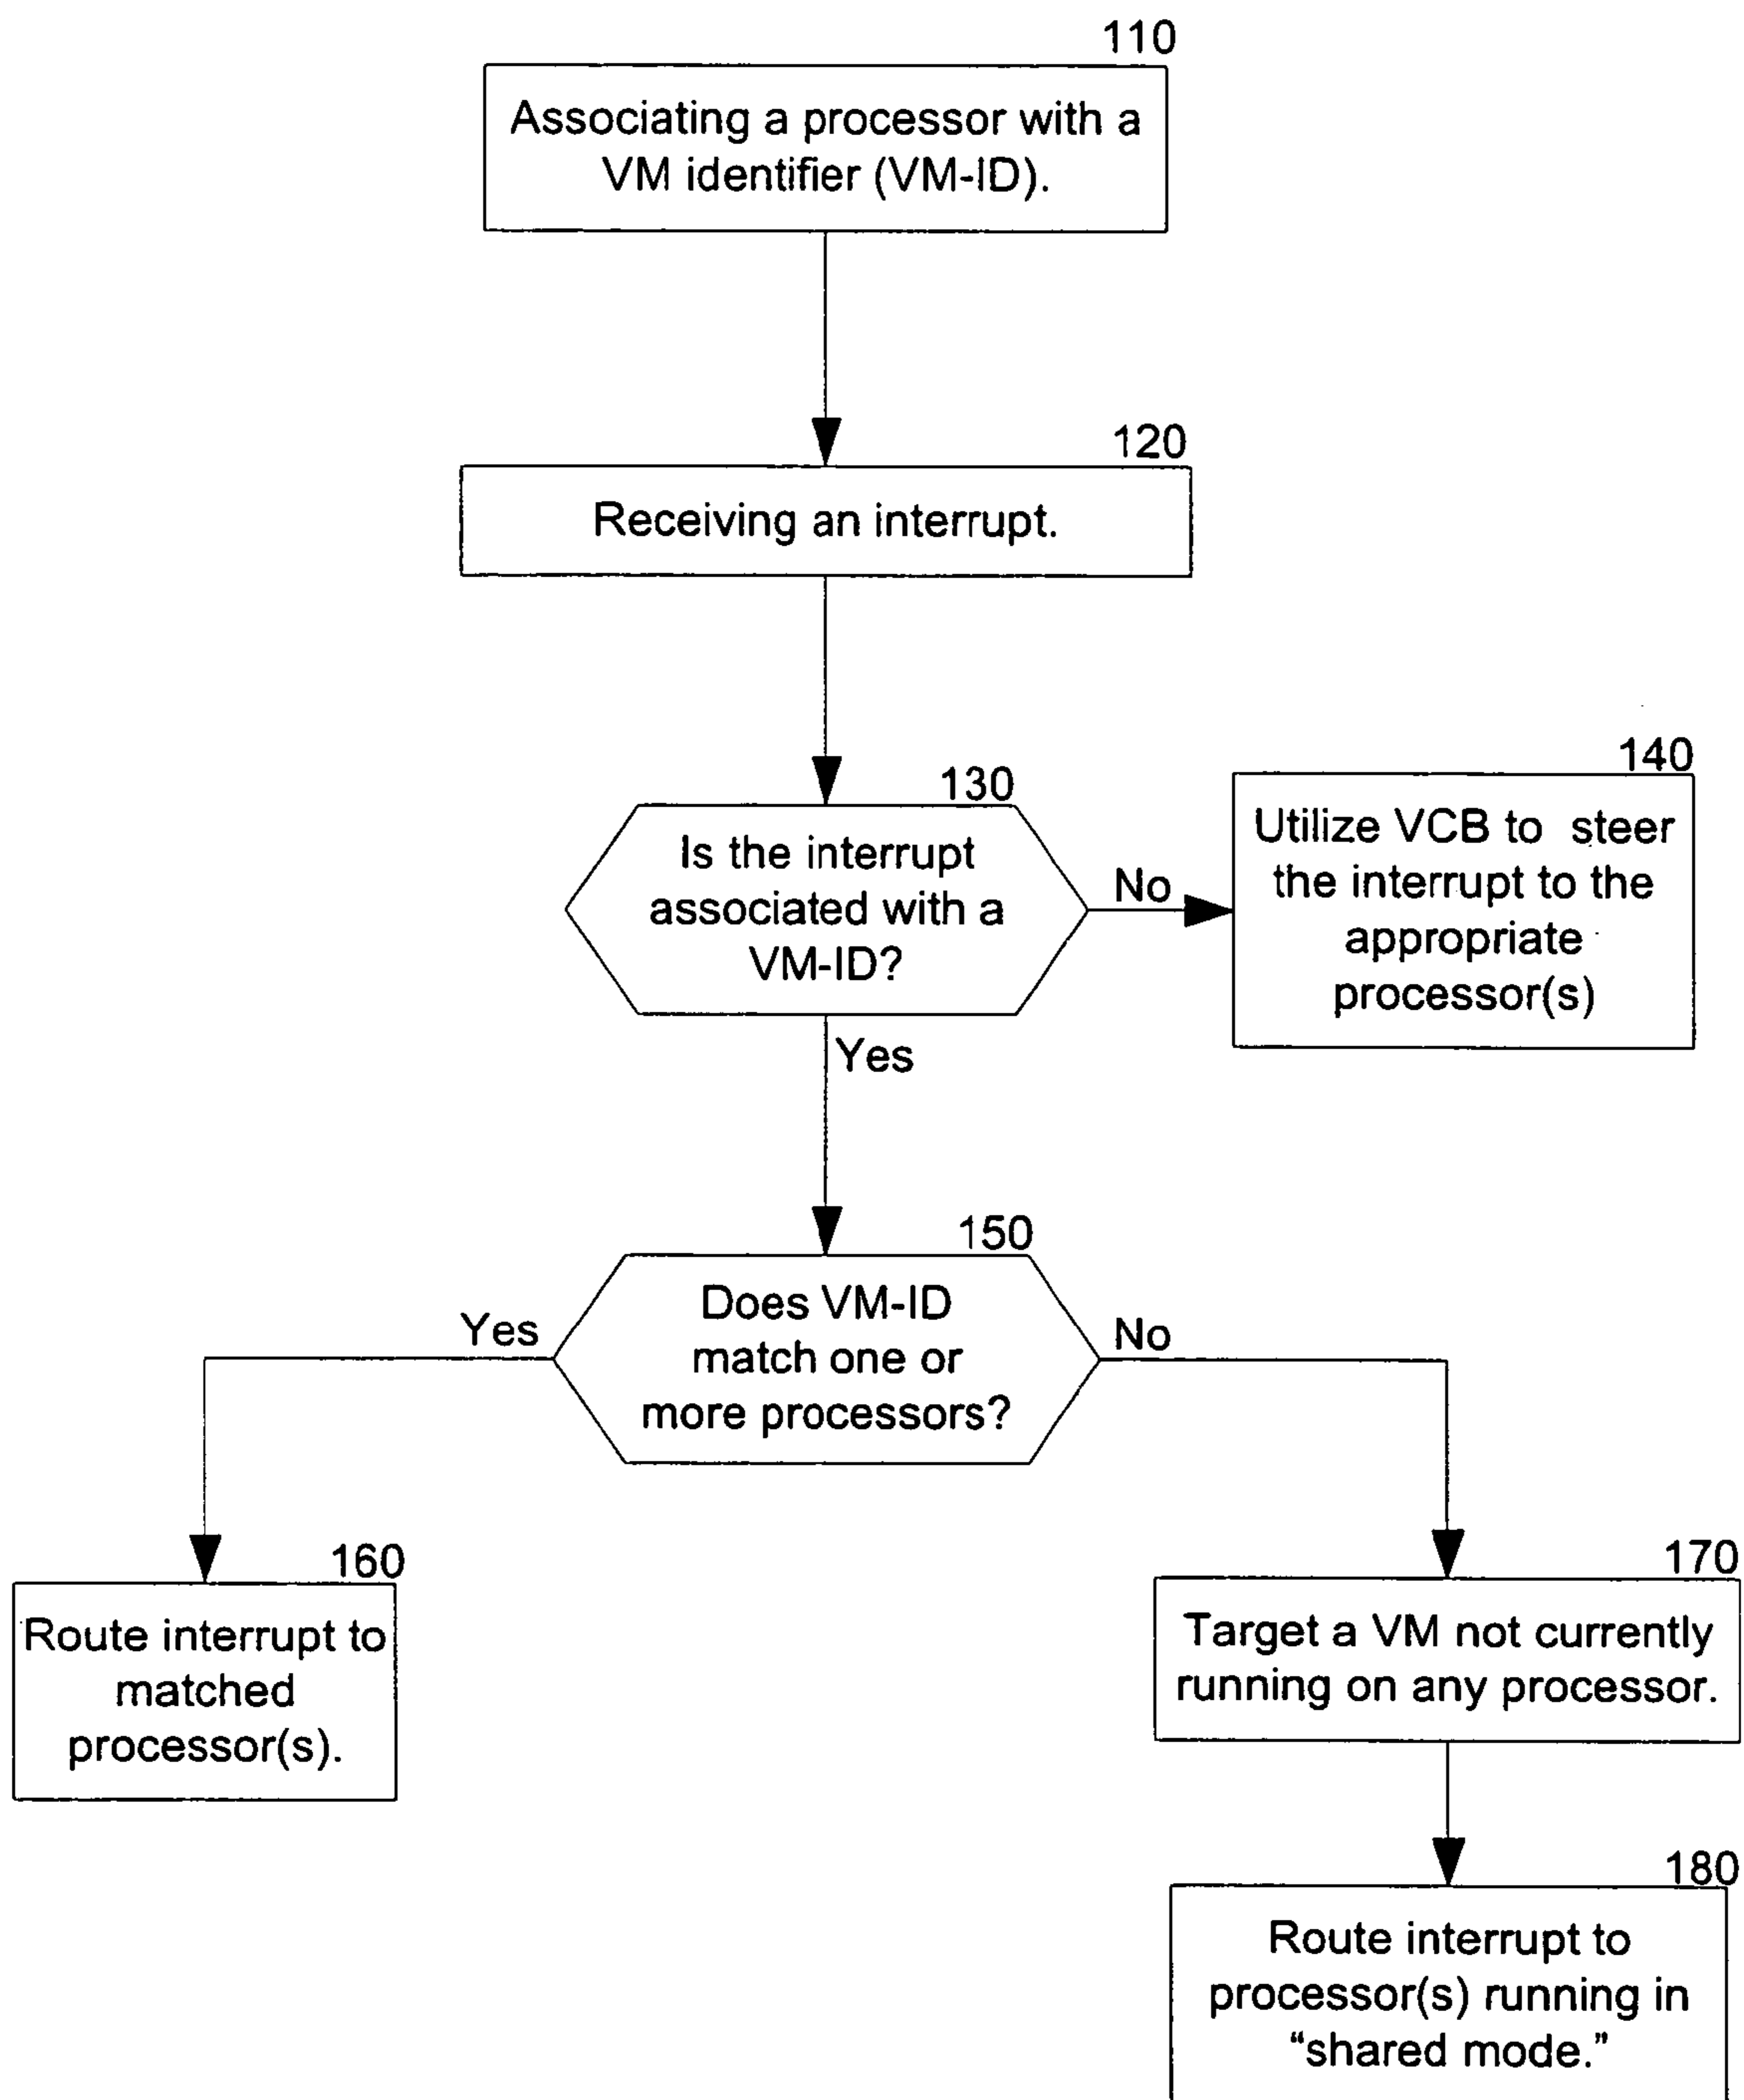 110
Associating a processor with a
VM identifier (VM-ID).
120
Receiving an interrupt.
130
Is the interrupt
associated with a
VM-ID?
No
140
Utilize VCB to steer
the interrupt to the
appropriate
processor(s)
Yes
150
Does VM-ID
match one or
more processors?
Yes
No
160
Route interrupt to
matched
processor(s).
170
Target a VM not currently
running on any processor.
180
Route interrupt to
processor(s) running in
“shared mode.”